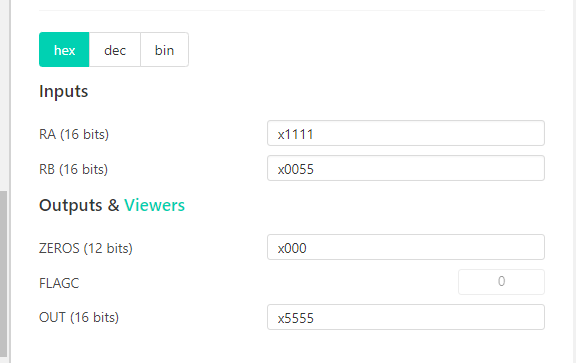 hex dec bin
Inputs
RA (16 bits) x1111
RB (16 bits) x0055
Outputs & Viewers
ZEROS (12 bits) x000
FLAGC 0
OUT (16 bits) x5555